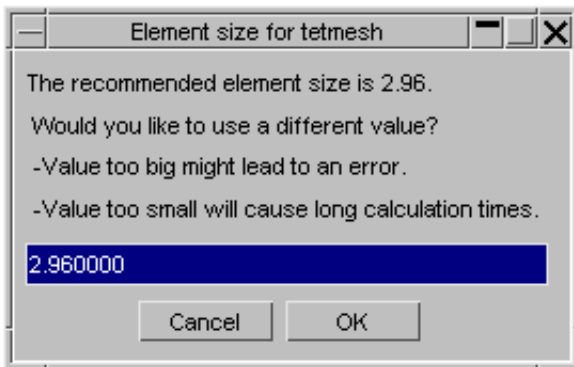 Element size for tetmesh
The recommended element size is 2.96.
Would you like to use a different value?
-Value too big might lead to an error.
-Value too small will cause long calculation times.
2.960000
Cancel OK